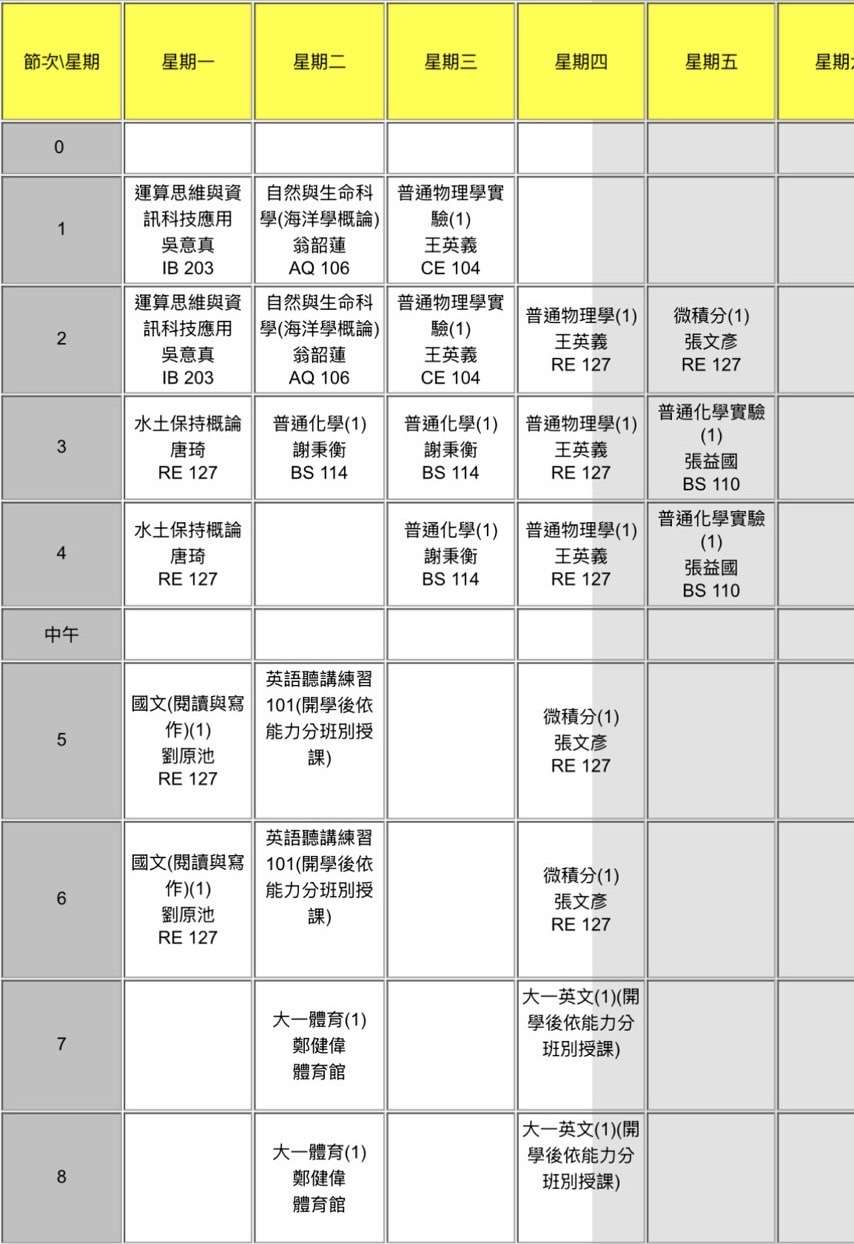 節次\星期 星期一 星期二 星期三 星期四 星期五 星期
0
1
運算思維與資
訊科技應用
吳意真
IB 203
自然與生命科
學(海洋學概論)
翁韶蓮
AQ 106
普通物理學實
驗(1)
王英義
CE 104
2
運算思維與資
訊科技應用
吳意真
IB 203
自然與生命科
學(海洋學概論)
翁韶蓮
AQ 106
普通物理學實
驗(1)
王英義
CE 104
普通物理學(1)
王英義
RE 127
微積分(1)
張文彥
RE 127
3
水土保持概論
唐琦
RE 127
普通化學(1)
謝秉衡
BS 114
普通化學(1)
謝秉衡
BS 114
普通物理學(1)
王英義
RE 127
普通化學實驗
(1)
張益國
BS 110
4
水土保持概論
唐琦
RE 127
普通化學(1)
謝秉衡
BS 114
普通物理學(1)
王英義
RE 127
普通化學實驗
(1)
張益國
BS 110
中午
5
國文(閱讀與寫
作)(1)
劉原池
RE 127
英語聽講練習
101(開學後依
能力分班別授
課)
微積分(1)
張文彥
RE 127
6
國文(閱讀與寫
作)(1)
劉原池
RE 127
英語聽講練習
101(開學後依
能力分班別授
課)
微積分(1)
張文彥
RE 127
7
大一體育(1)
鄭健偉
體育館
大一英文(1)(開
學後依能力分
班別授課)
8
大一體育(1)
鄭健偉
體育館
大一英文(1)(開
學後依能力分
班別授課)